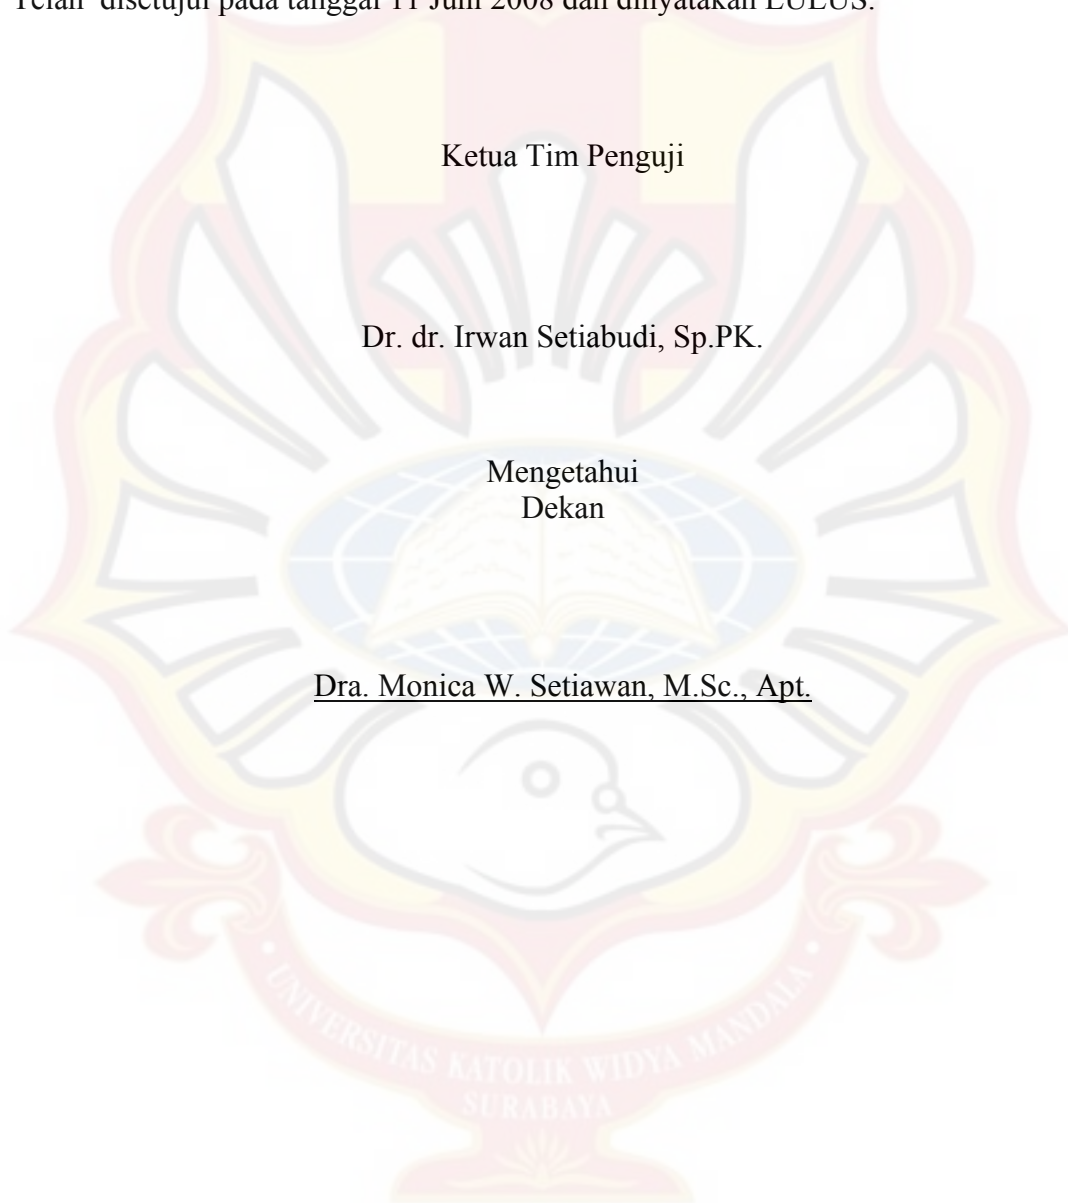 Telah disetujui pada tanggal 11 Juni 2008 dan dinyatakan LULUS.
Ketua Tim Penguji
Dr. dr. Irwan Setiabudi, Sp.PK.
Mengetahui
Dekan
Dra. Monica W. Setiawan, M.Sc., Apt.
UNIVERSITAS KATOLIK WIDYA MANDALA
SURABAYA